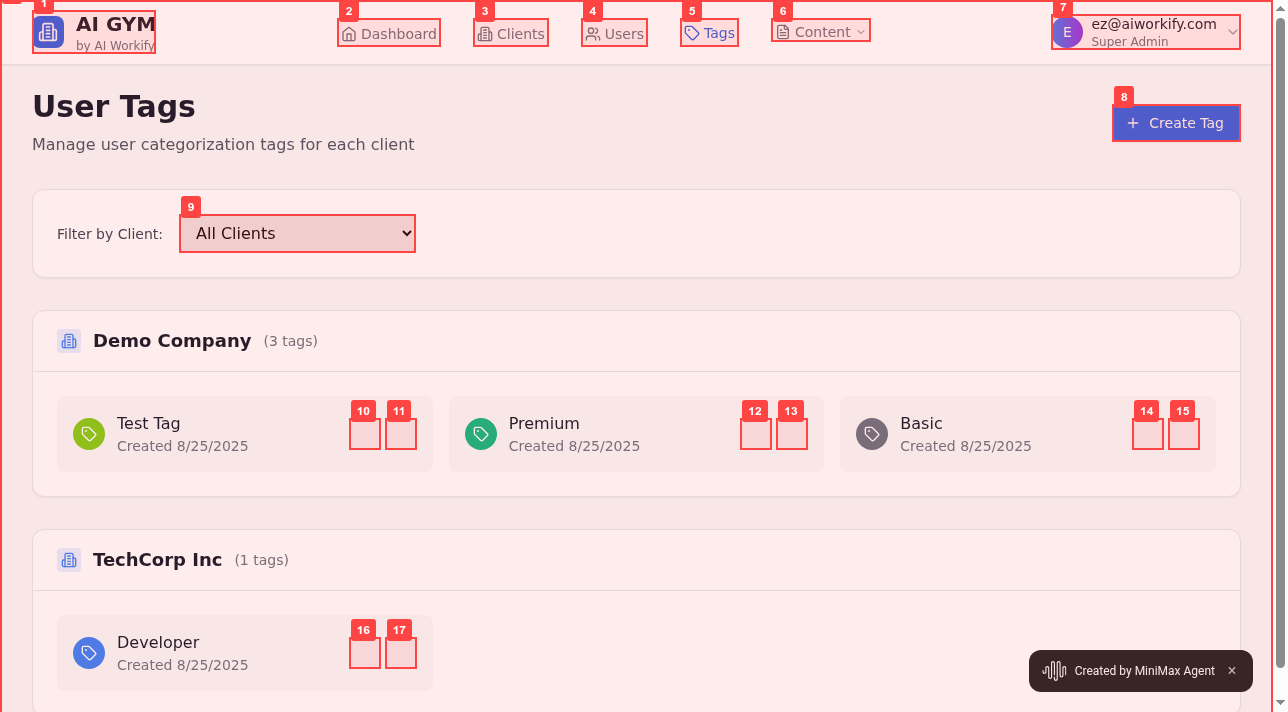 1
AI GYM
by AI Workify
2
Dashboard
3
Clients
4
Users
5
Tags
6
Content
7
E
ez@aiworkify.com
Super Admin
User Tags
Manage user categorization tags for each client
8
Create Tag
Filter by Client:
9
All Clients
Demo Company (3 tags)
Test Tag
Created 8/25/2025
10 11
Premium
Created 8/25/2025
12 13
Basic
Created 8/25/2025
14 15
TechCorp Inc (1 tags)
Developer
Created 8/25/2025
16 17
Created by MiniMax Agent ×